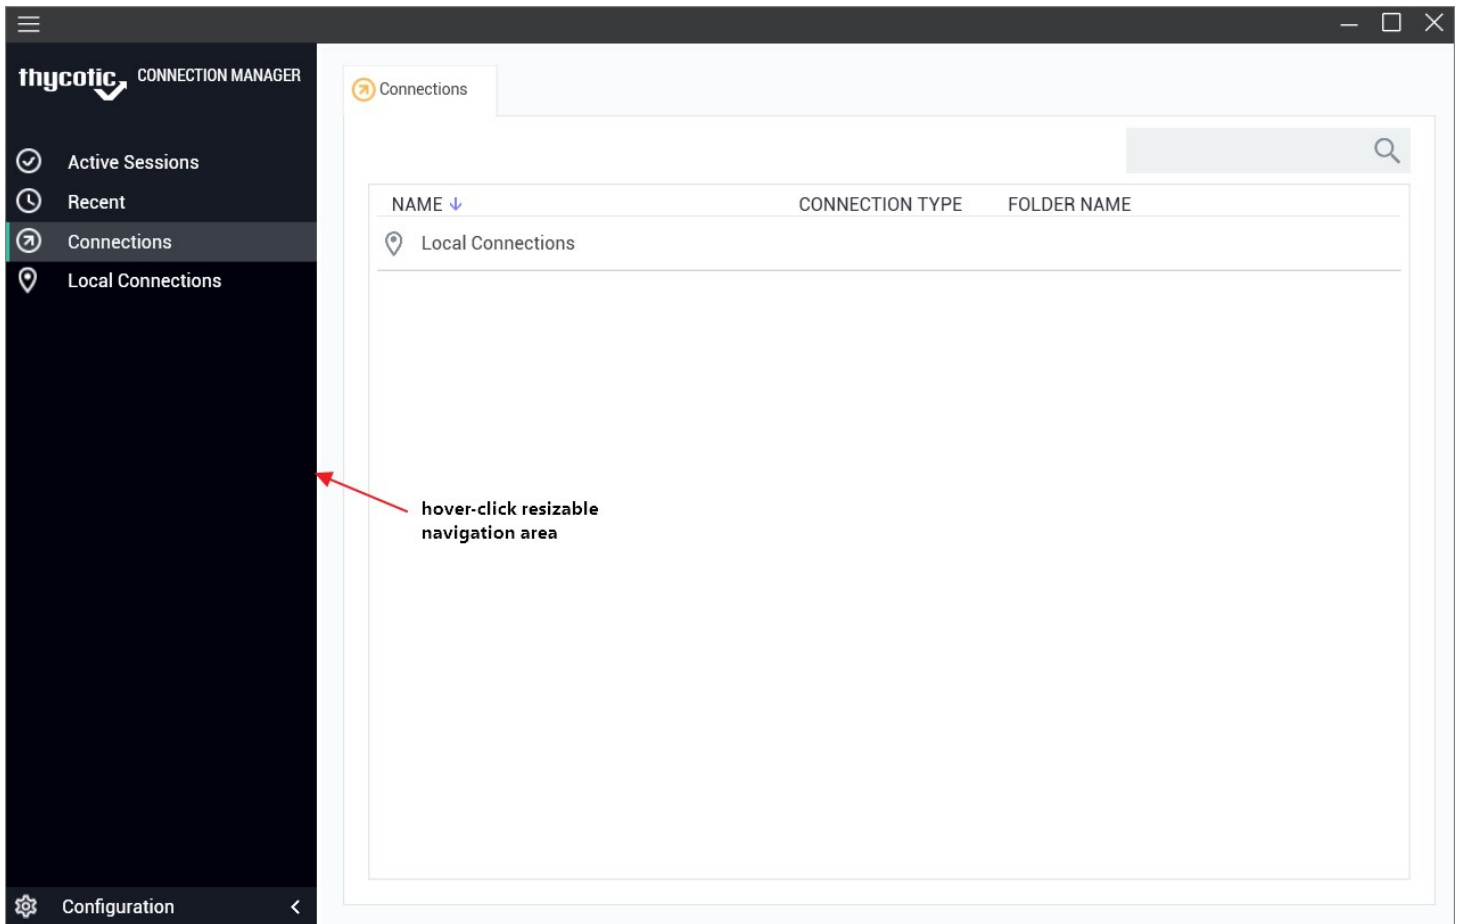 thycotic CONNECTION MANAGER
Connections
Active Sessions
Recent
Connections
Local Connections
NAME CONNECTION TYPE FOLDER NAME
Local Connections
hover-click resizable
navigation area
Configuration